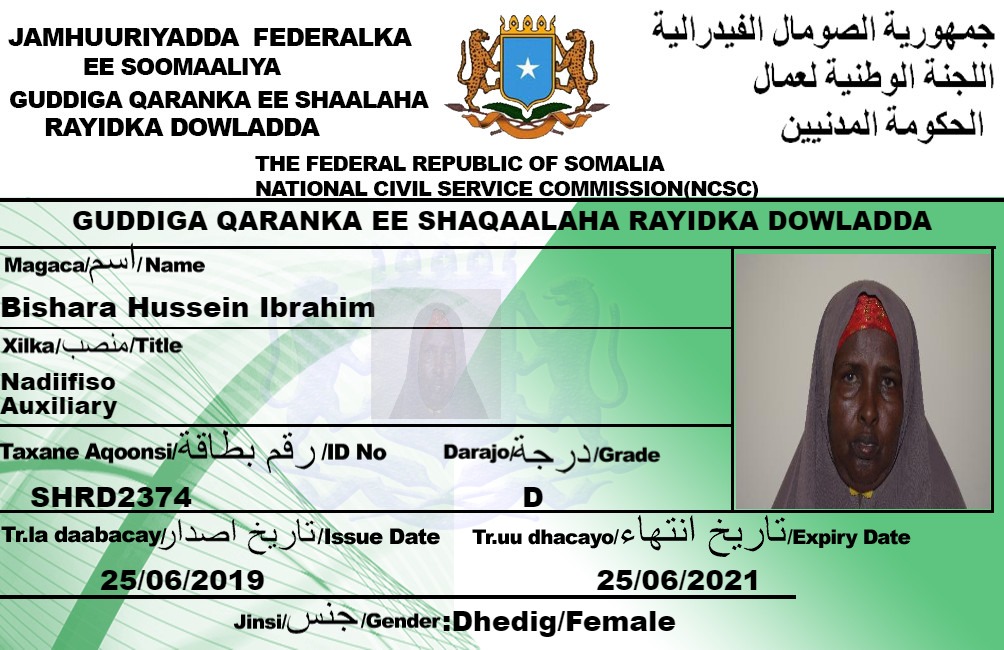 JAMHUURIYADDA FEDERALKA
EE SOOMAALIYA
GUDDIGA QARANKA EE SHAALAHA
RAYIDKA DOWLADDA
جمهورية الصومال الفيدرالية
اللجنة الوطنية لعمال
الحكومة المدنيين
THE FEDERAL REPUBLIC OF SOMALIA
NATIONAL CIVIL SERVICE COMMISSION(NCSC)
GUDDIGA QARANKA EE SHAQAALAHA RAYIDKA DOWLADDA
Magaca/اسم/Name
Bishara Hussein Ibrahim
Xilka/منصب/Title
Nadiifiso
Auxiliary
Taxane Aqoonsi/رقم بطاقة/ID No
Darajo/درجة/Grade
SHRD2374
D
Tr.la daabacay/تاريخ اصدار/Issue Date
Tr.uu dhacayo/تاريخ انتهاء/Expiry Date
25/06/2019
25/06/2021
Jinsi/جنس/Gender:Dhedig/Female